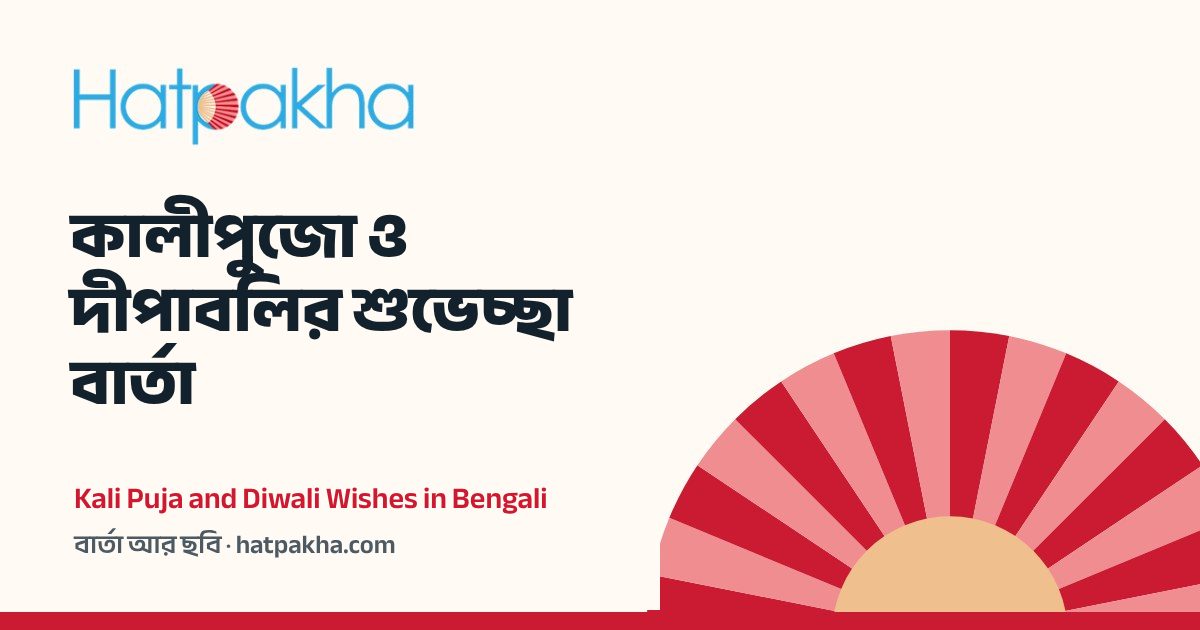 Hatpakha
কালীপুজো ও
দীপাবলির শুভেচ্ছা
বার্তা
Kali Puja and Diwali Wishes in Bengali
বার্তা আর ছবি · hatpakha.com